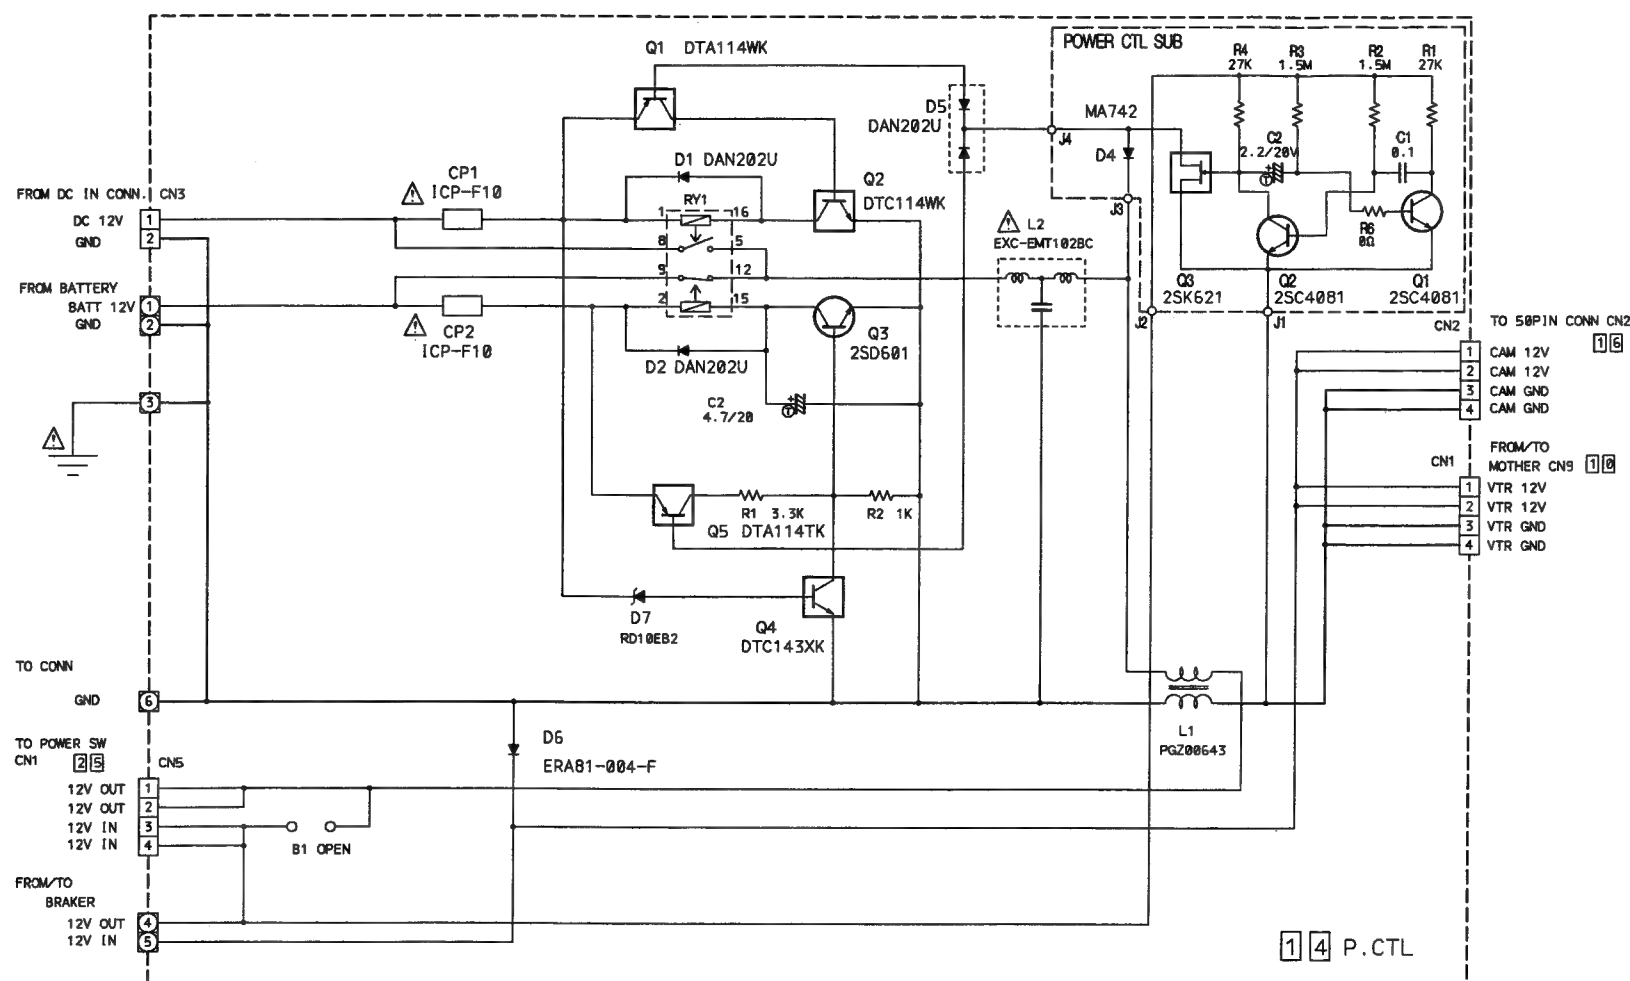 Q1 DTA114WK
POWER CTL SUB
R4
27K
R3
1.5M
R2
1.5M
R1
27K
D5
DAN202U
MA742
J4
D4
C2
2.2/20V
+
T
C1
0.1
CP1
ICP-F10
D1 DAN202U
RY1
Q2
DTC114WK
FROM DC IN CONN. CN3
DC 12V 1
GND 2
1 16
8 5
9 12
2 15
J3
L2
EXC-EMT102BC
R6
0Ω
FROM BATTERY
BATT 12V 1
GND 2
CP2
ICP-F10
Q3
2SD601
Q3
2SK621
Q2
2SC4081
Q1
2SC4081
J2
J1
CN2
TO 50PIN CONN CN2
1 6
1 CAM 12V
2 CAM 12V
3 CAM GND
4 CAM GND
D2 DAN202U
C2
4.7/20
+
T
3
FROM/TO
MOTHER CN9 1 0
CN1
1 VTR 12V
2 VTR 12V
3 VTR GND
4 VTR GND
R1 3.3K
R2 1K
Q5 DTA114TK
D7
RD10EB2
Q4
DTC143XK
TO CONN
GND 6
L1
PGZ00643
D6
ERA81-004-F
TO POWER SW
CN1 2 5
CN5
12V OUT 1
12V OUT 2
12V IN 3
12V IN 4
B1 OPEN
FROM/TO
BRAKER
12V OUT 4
12V IN 5
1 4 P.CTL